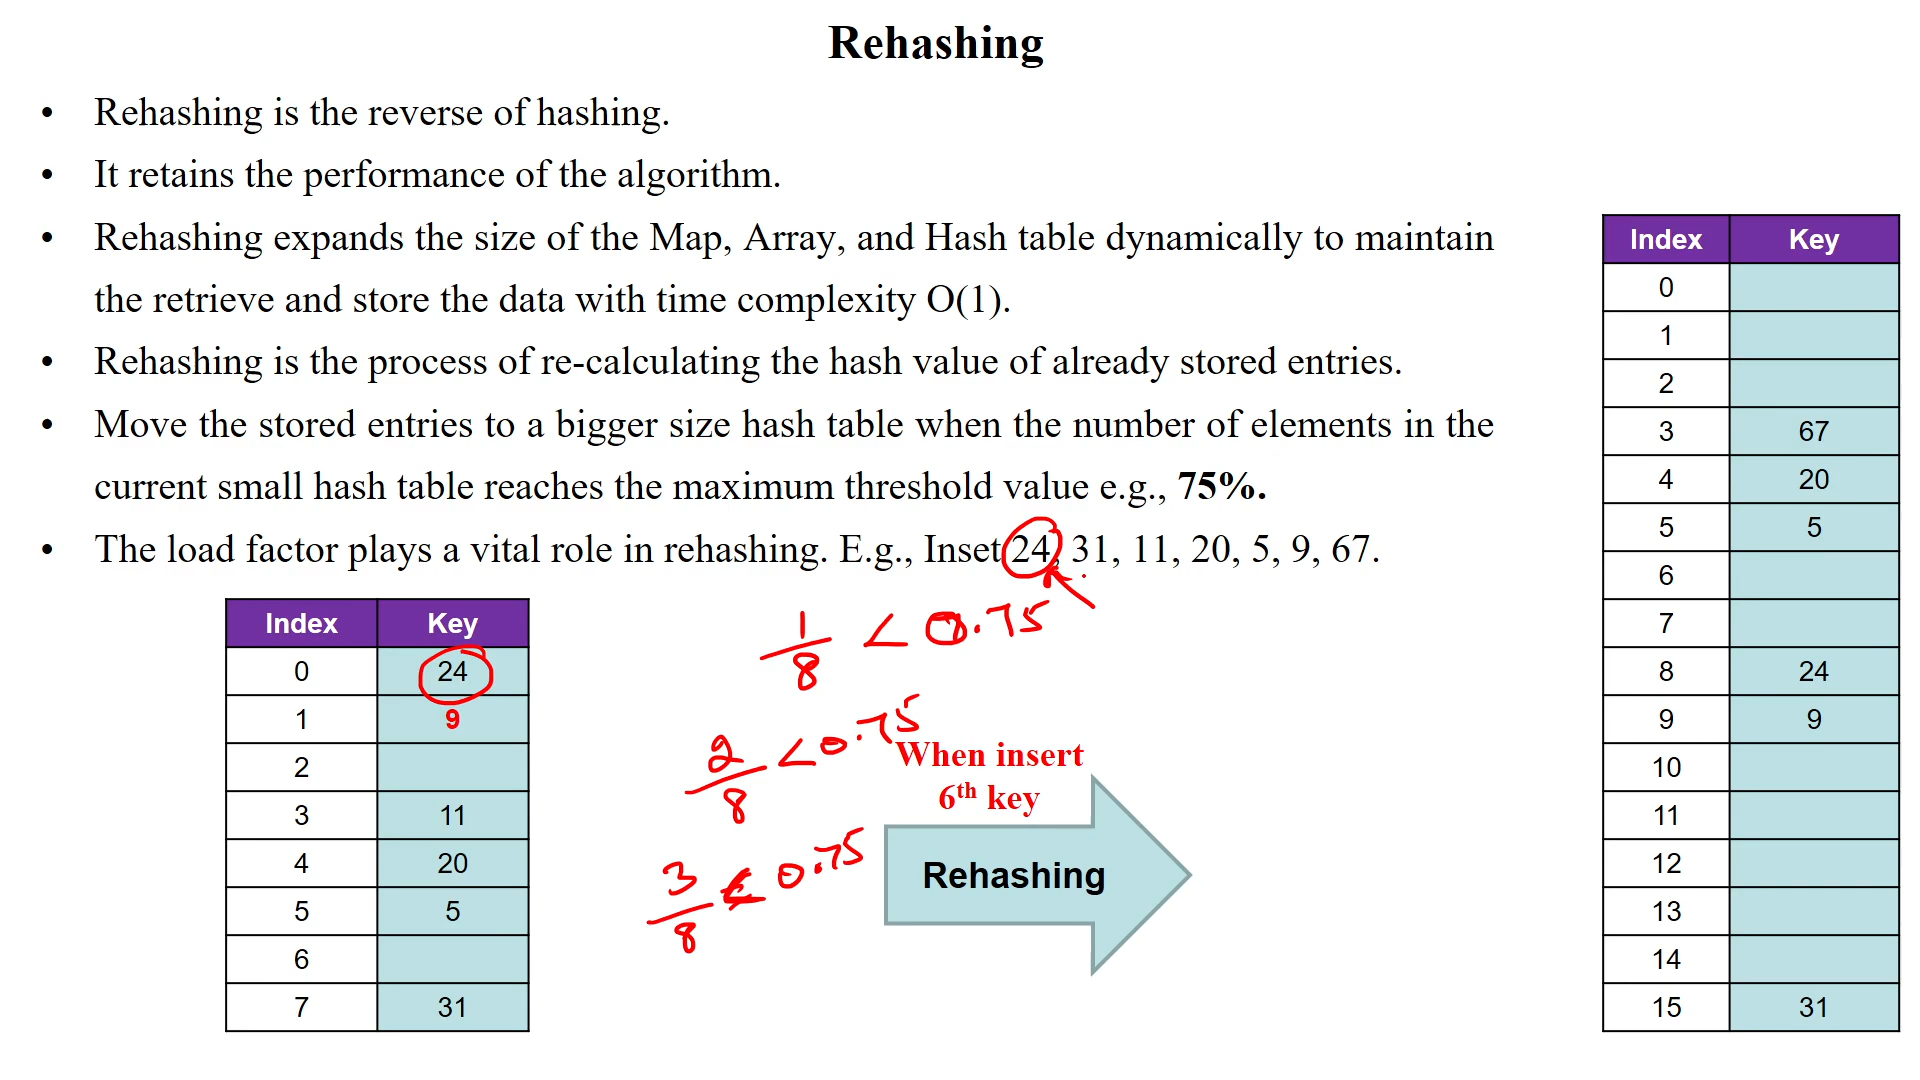 Rehashing
• Rehashing is the reverse of hashing.
• It retains the performance of the algorithm.
• Rehashing expands the size of the Map, Array, and Hash table dynamically to maintain
the retrieve and store the data with time complexity O(1).
• Rehashing is the process of re-calculating the hash value of already stored entries.
• Move the stored entries to a bigger size hash table when the number of elements in the
current small hash table reaches the maximum threshold value e.g., 75%.
• The load factor plays a vital role in rehashing. E.g., Inset 24, 31, 11, 20, 5, 9, 67.
Index Key
0 24
1 9
2
3 11
4 20
5 5
6
7 31
1/8 < 0.75
2/8 < 0.75
3/8 < 0.75
When insert
6th key
Rehashing
Index Key
0
1
2
3 67
4 20
5 5
6
7
8 24
9 9
10
11
12
13
14
15 31